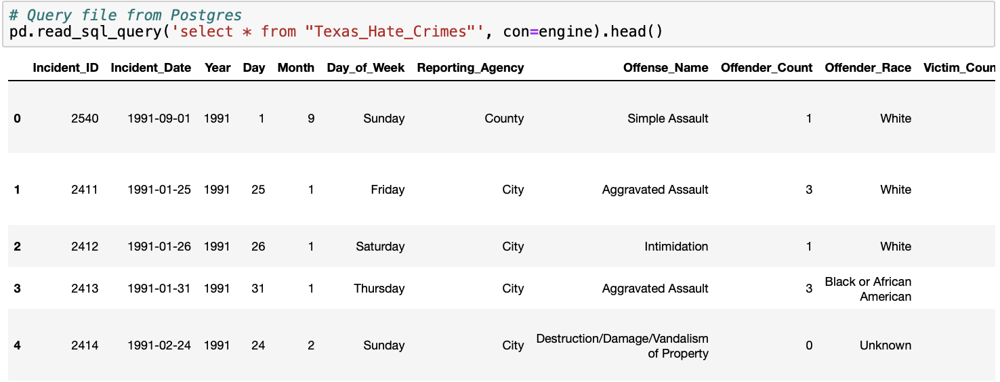 # Query file from Postgres
pd.read_sql_query('select * from "Texas_Hate_Crimes"', con=engine).head()
Incident_ID Incident_Date Year Day Month Day_of_Week Reporting_Agency Offense_Name Offender_Count Offender_Race Victim_Coun
0 2540 1991-09-01 1991 1 9 Sunday County Simple Assault 1 White
1 2411 1991-01-25 1991 25 1 Friday City Aggravated Assault 3 White
2 2412 1991-01-26 1991 26 1 Saturday City Intimidation 1 White
3 2413 1991-01-31 1991 31 1 Thursday City Aggravated Assault 3 Black or African
American
4 2414 1991-02-24 1991 24 2 Sunday City Destruction/Damage/Vandalism
of Property 0 Unknown